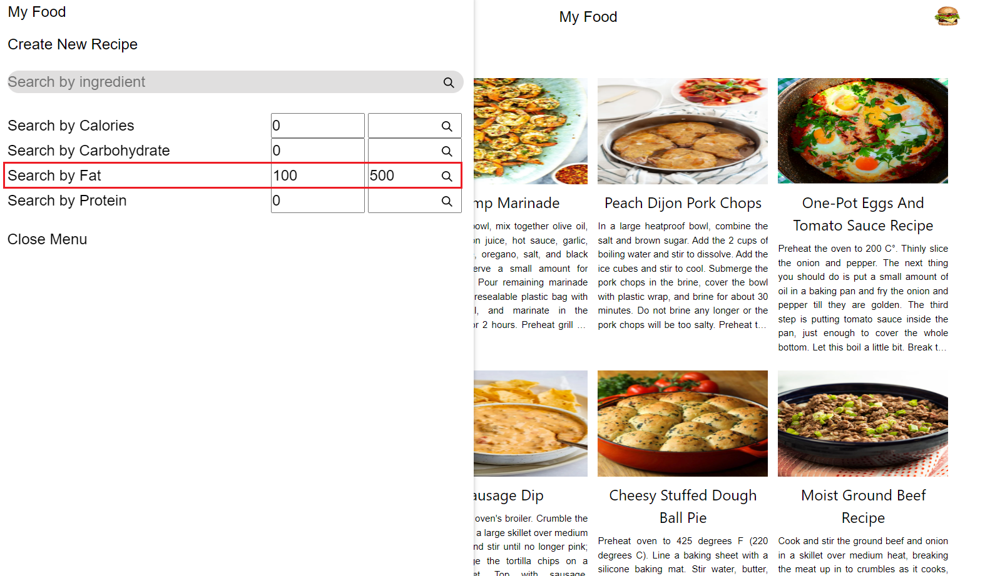 My Food
Create New Recipe
Search by ingredient
Search by Calories 0
Search by Carbohydrate 0
Search by Fat 100 500
Search by Protein 0
Close Menu
My Food
Marinade
mix together olive oil,
juice, hot sauce, garlic,
oregano, salt, and black
a small amount for
Pour remaining marinade
resealable plastic bag with
and marinate in the
2 hours. Preheat grill ...
Peach Dijon Pork Chops
In a large heatproof bowl, combine the
salt and brown sugar. Add the 2 cups of
boiling water and stir to dissolve. Add the
ice cubes and stir to cool. Submerge the
pork chops in the brine, cover the bowl
with plastic wrap, and brine for about 30
minutes. Do not brine any longer or the
pork chops will be too salty. Preheat t...
One-Pot Eggs And
Tomato Sauce Recipe
Preheat the oven to 200 C°. Thinly slice
the onion and pepper. The next thing
you should do is put a small amount of
oil in a baking pan and fry the onion and
pepper till they are golden. The third
step is putting tomato sauce inside the
pan, just enough to cover the whole
bottom. Let this boil a little bit. Break t...
Dip
oven's broiler. Crumble the
a large skillet over medium
stir until no longer pink;
the tortilla chips on a
Top with sausage,
Cheesy Stuffed Dough
Ball Pie
Preheat oven to 425 degrees F (220
degrees C). Line a baking sheet with a
silicone baking mat. Stir water, butter,
Moist Ground Beef
Recipe
Cook and stir the ground beef and onion
in a skillet over medium heat, breaking
the meat up in to crumbles as it cooks,